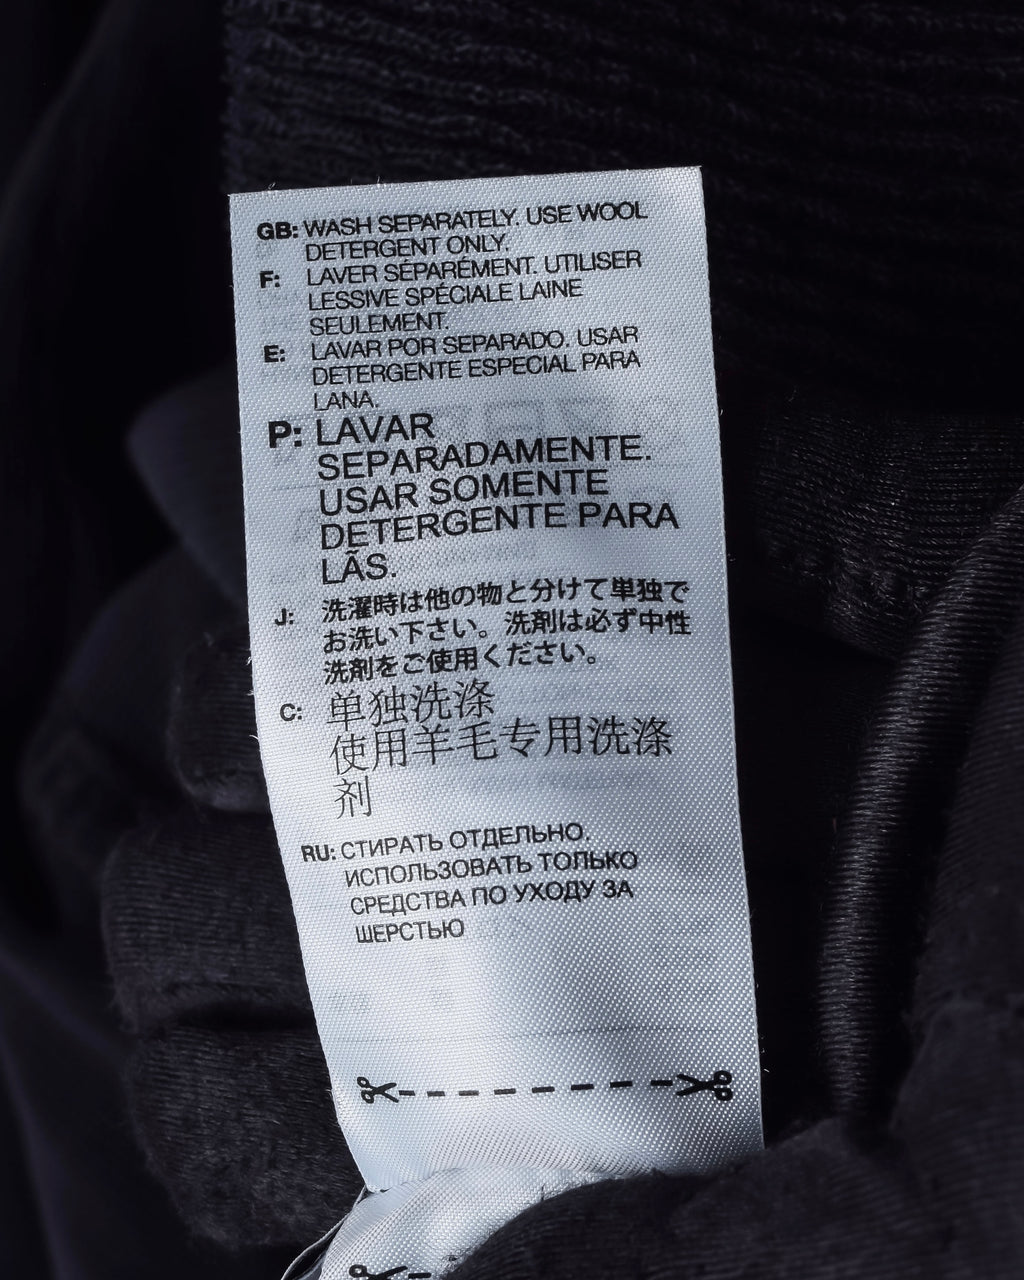 GB: WASH SEPARATELY. USE WOOL
DETERGENT ONLY.
F: LAVER SÉPARÉMENT. UTILISER
LESSIVE SPÉCIALE LAINE
SEULEMENT.
E: LAVAR POR SEPARADO. USAR
DETERGENTE ESPECIAL PARA
LANA.
P: LAVAR
SEPARADAMENTE.
USAR SOMENTE
DETERGENTE PARA
LÃS.
J: 洗濯時は他の物と分けて単独で
お洗い下さい。洗剤は必ず中性
洗剤をご使用ください。
C: 单独洗涤
使用羊毛专用洗涤
剂
RU: СТИРАТЬ ОТДЕЛЬНО.
ИСПОЛЬЗОВАТЬ ТОЛЬКО
СРЕДСТВА ПО УХОДУ ЗА
ШЕРСТЬЮ